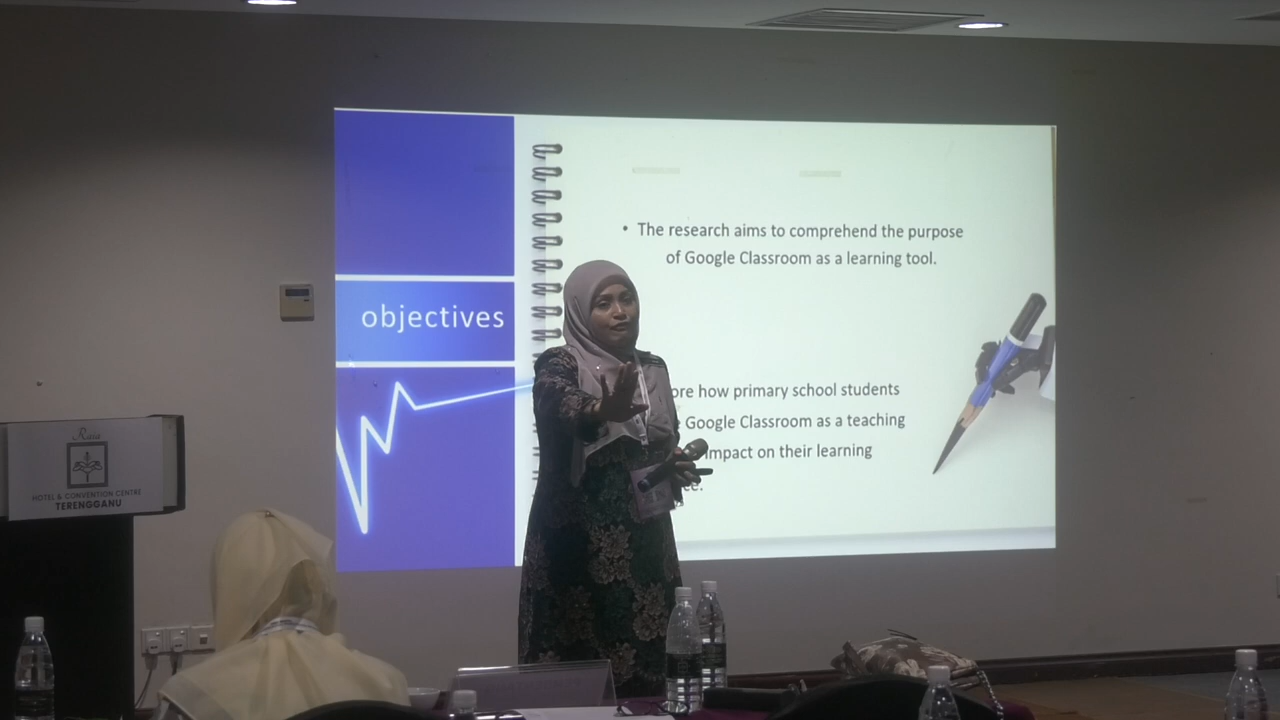 objectives
• The research aims to comprehend the purpose
of Google Classroom as a learning tool.
how primary school students
Google Classroom as a teaching
impact on their learning
Raia
HOTEL & CONVENTION CENTRE
TERENGGANU